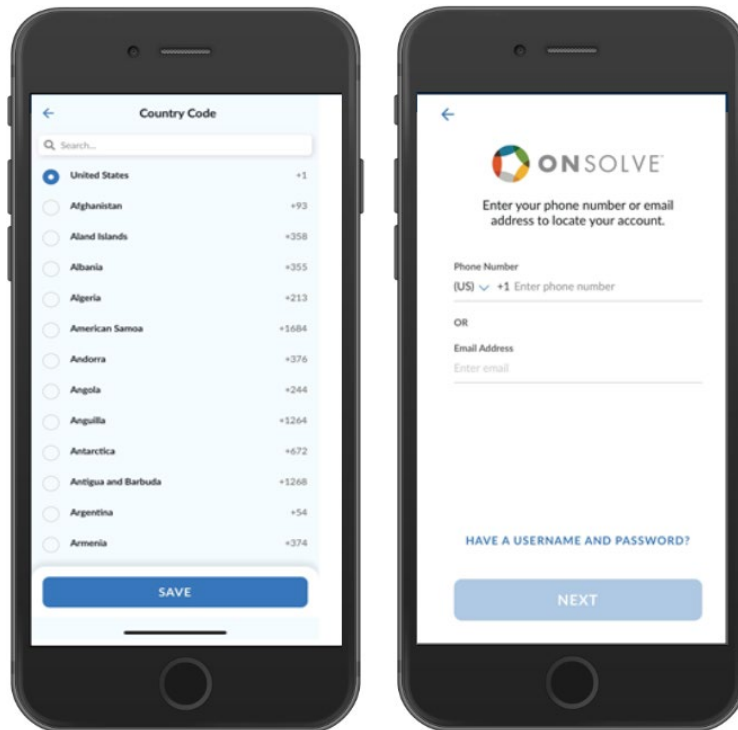 Country Code
Search...
United States +1
Afghanistan +93
Aland Islands +358
Albania +355
Algeria +213
American Samoa +1684
Andorra +376
Angola +244
Anguilla +1264
Antarctica +672
Antigua and Barbuda +1268
Argentina +54
Armenia +374
SAVE
ONSOLVE
Enter your phone number or email
address to locate your account.
Phone Number
(US) +1 Enter phone number
OR
Email Address
Enter email
HAVE A USERNAME AND PASSWORD?
NEXT